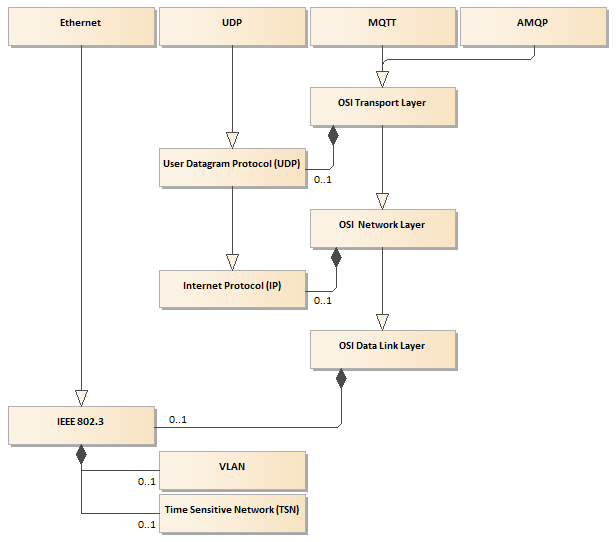 Ethernet
UDP
MQTT
AMQP
OSI Transport Layer
User Datagram Protocol (UDP)
0..1
OSI Network Layer
Internet Protocol (IP)
0..1
OSI Data Link Layer
IEEE 802.3
0..1
VLAN
0..1
Time Sensitive Network (TSN)
0..1